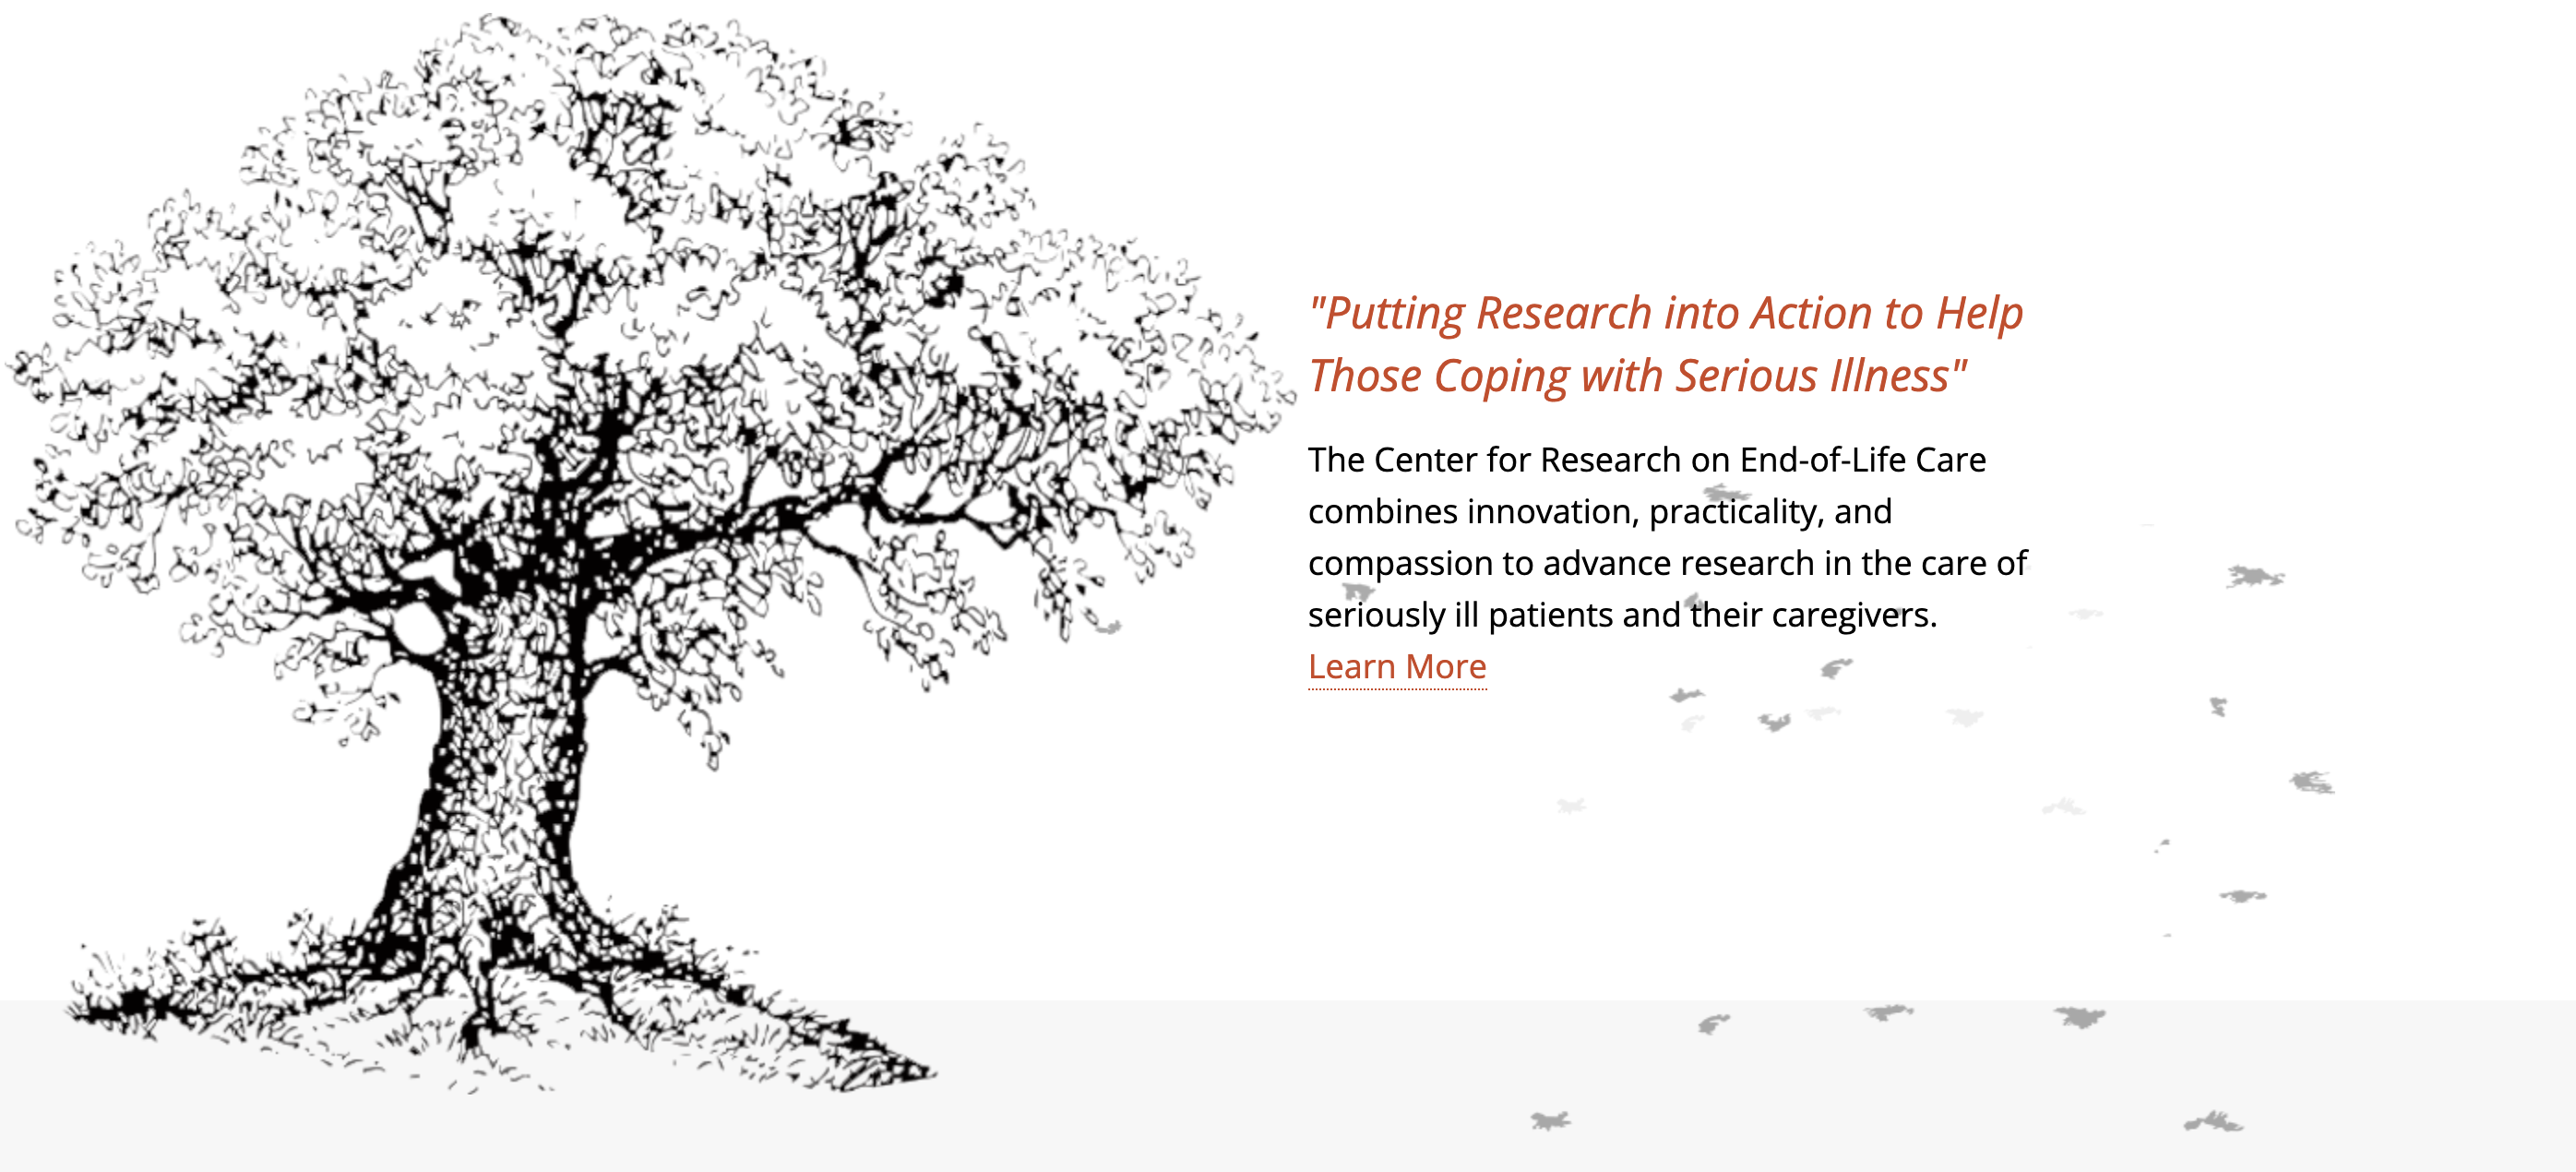 "Putting Research into Action to Help
Those Coping with Serious Illness"
The Center for Research on End-of-Life Care
combines innovation, practicality, and
compassion to advance research in the care of
seriously ill patients and their caregivers.
Learn More